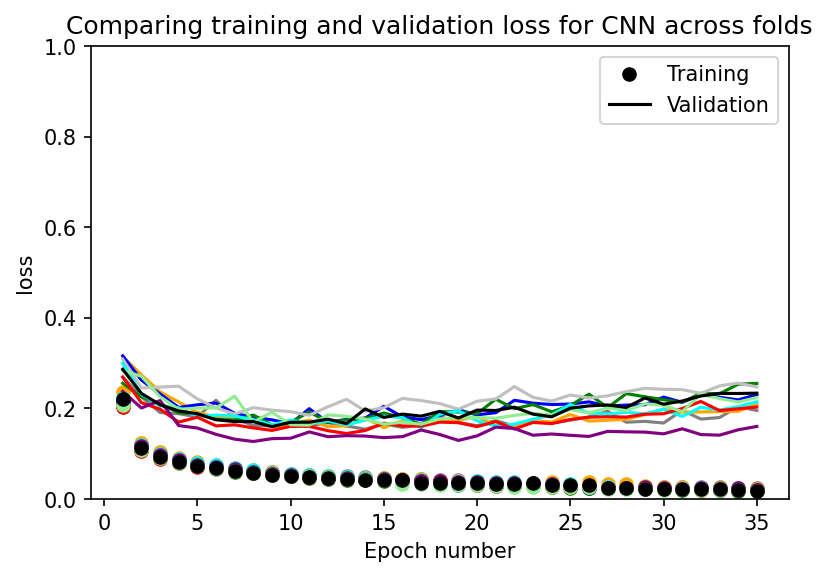 Comparing training and validation loss for CNN across folds
1.0
Training
Validation
0.8
0.6
loss
0.4
0.2
0.0
0 5 10 15 20 25 30 35
Epoch number